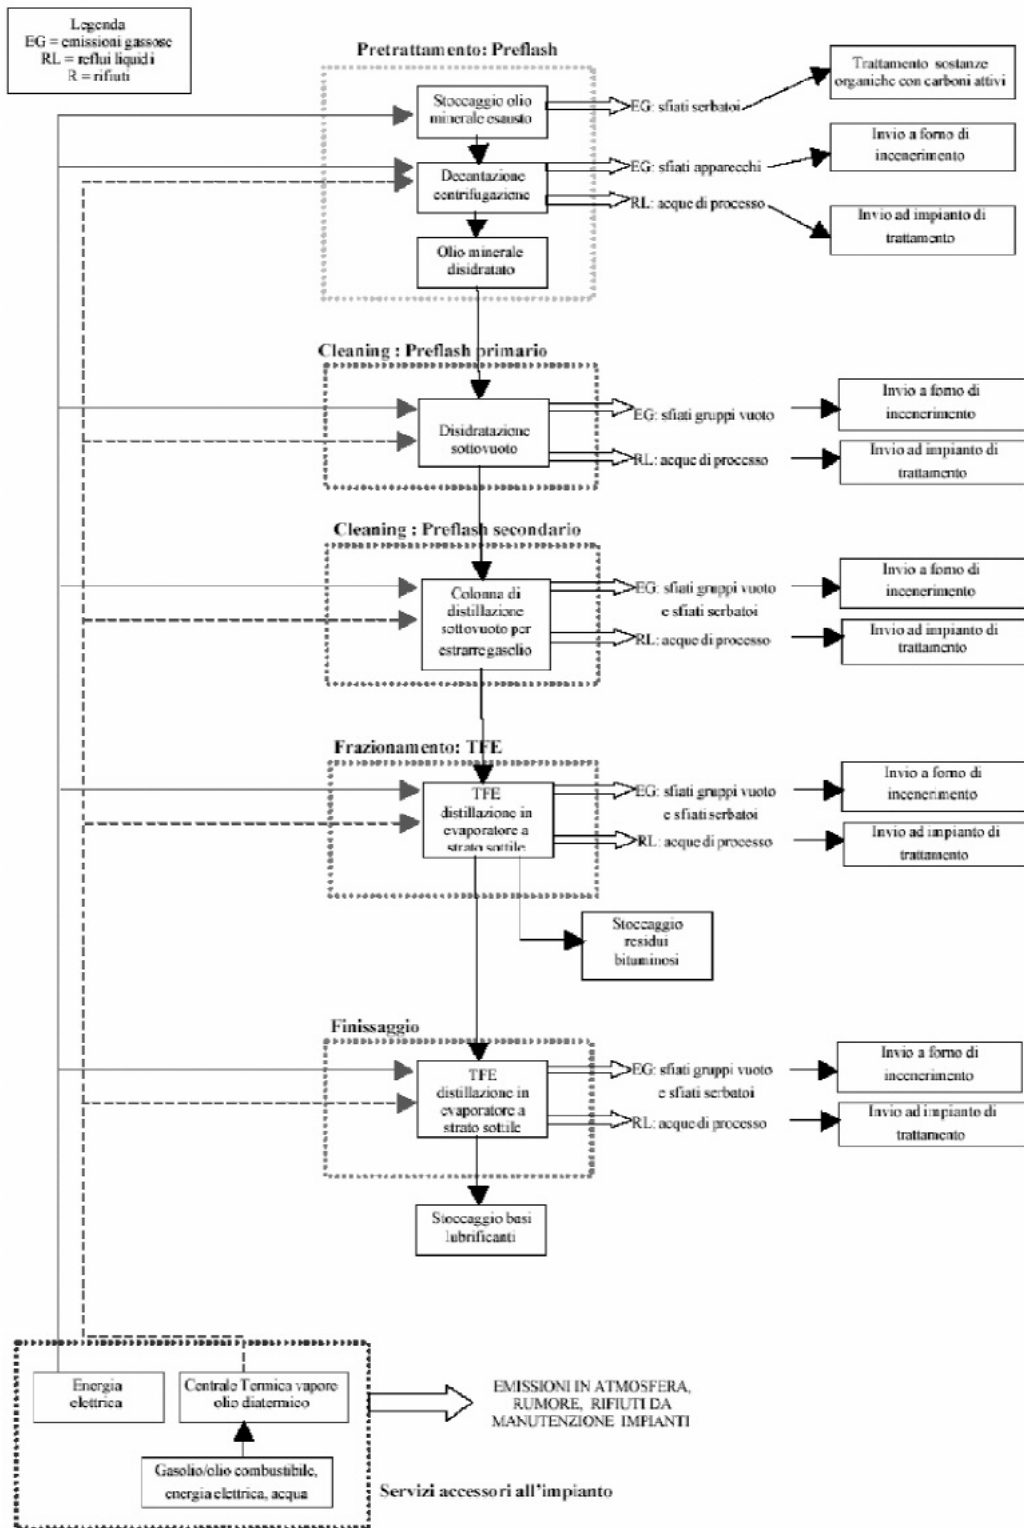 Legenda
EG = emissioni gassose
RL = reflui liquidi
R = rifiuti
Pretrattamento: Preflash
Stoccaggio olio
minerale esausto
EG: sfiati serbatoi
Trattamento sostanze
organiche con carboni attivi
Decantazione
centrifugazione
EG: sfiati apparecchi
Invio a forno di
incenerimento
RL: acque di processo
Invio ad impianto di
trattamento
Olio minerale
disidratato
Cleaning : Preflash primario
Disidratazione
sottovuoto
EG: sfiati gruppi vuoto
Invio a forno di
incenerimento
RL: acque di processo
Invio ad impianto di
trattamento
Cleaning : Preflash secondario
Colonna di
distillazione
sottovuoto per
estrarre gasolio
EG: sfiati gruppi vuoto
e sfiati serbatoi
Invio a forno di
incenerimento
RL: acque di processo
Invio ad impianto di
trattamento
Frazionamento: TFE
TFE
distillazione in
evaporatore a
strato sottile
EG: sfiati gruppi vuoto
e sfiati serbatoi
Invio a forno di
incenerimento
RL: acque di processo
Invio ad impianto di
trattamento
Stoccaggio
residui
bituminosi
Finissaggio
TFE
distillazione in
evaporatore a
strato sottile
EG: sfiati gruppi vuoto
e sfiati serbatoi
Invio a forno di
incenerimento
RL: acque di processo
Invio ad impianto di
trattamento
Stoccaggio basi
lubrificanti
Energia
elettrica
Centrale Termica vapore
olio diatermico
EMISSIONI IN ATMOSFERA,
RUMORE, RIFIUTI DA
MANUTENZIONE IMPIANTI
Gasolio/olio combustibile,
energia elettrica, acqua
Servizi accessori all'impianto